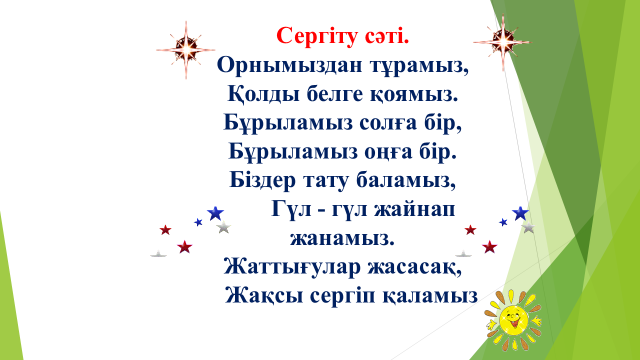 Сергіту сәті.
Орнымыздан тұрамыз,
Қолды белге қоямыз.
Бұрыламыз солға бір,
Бұрыламыз оңға бір.
Біздер тату баламыз,
Гүл - гүл жайнап
жанамыз.
Жаттығулар жасасақ,
Жақсы сергіп қаламыз